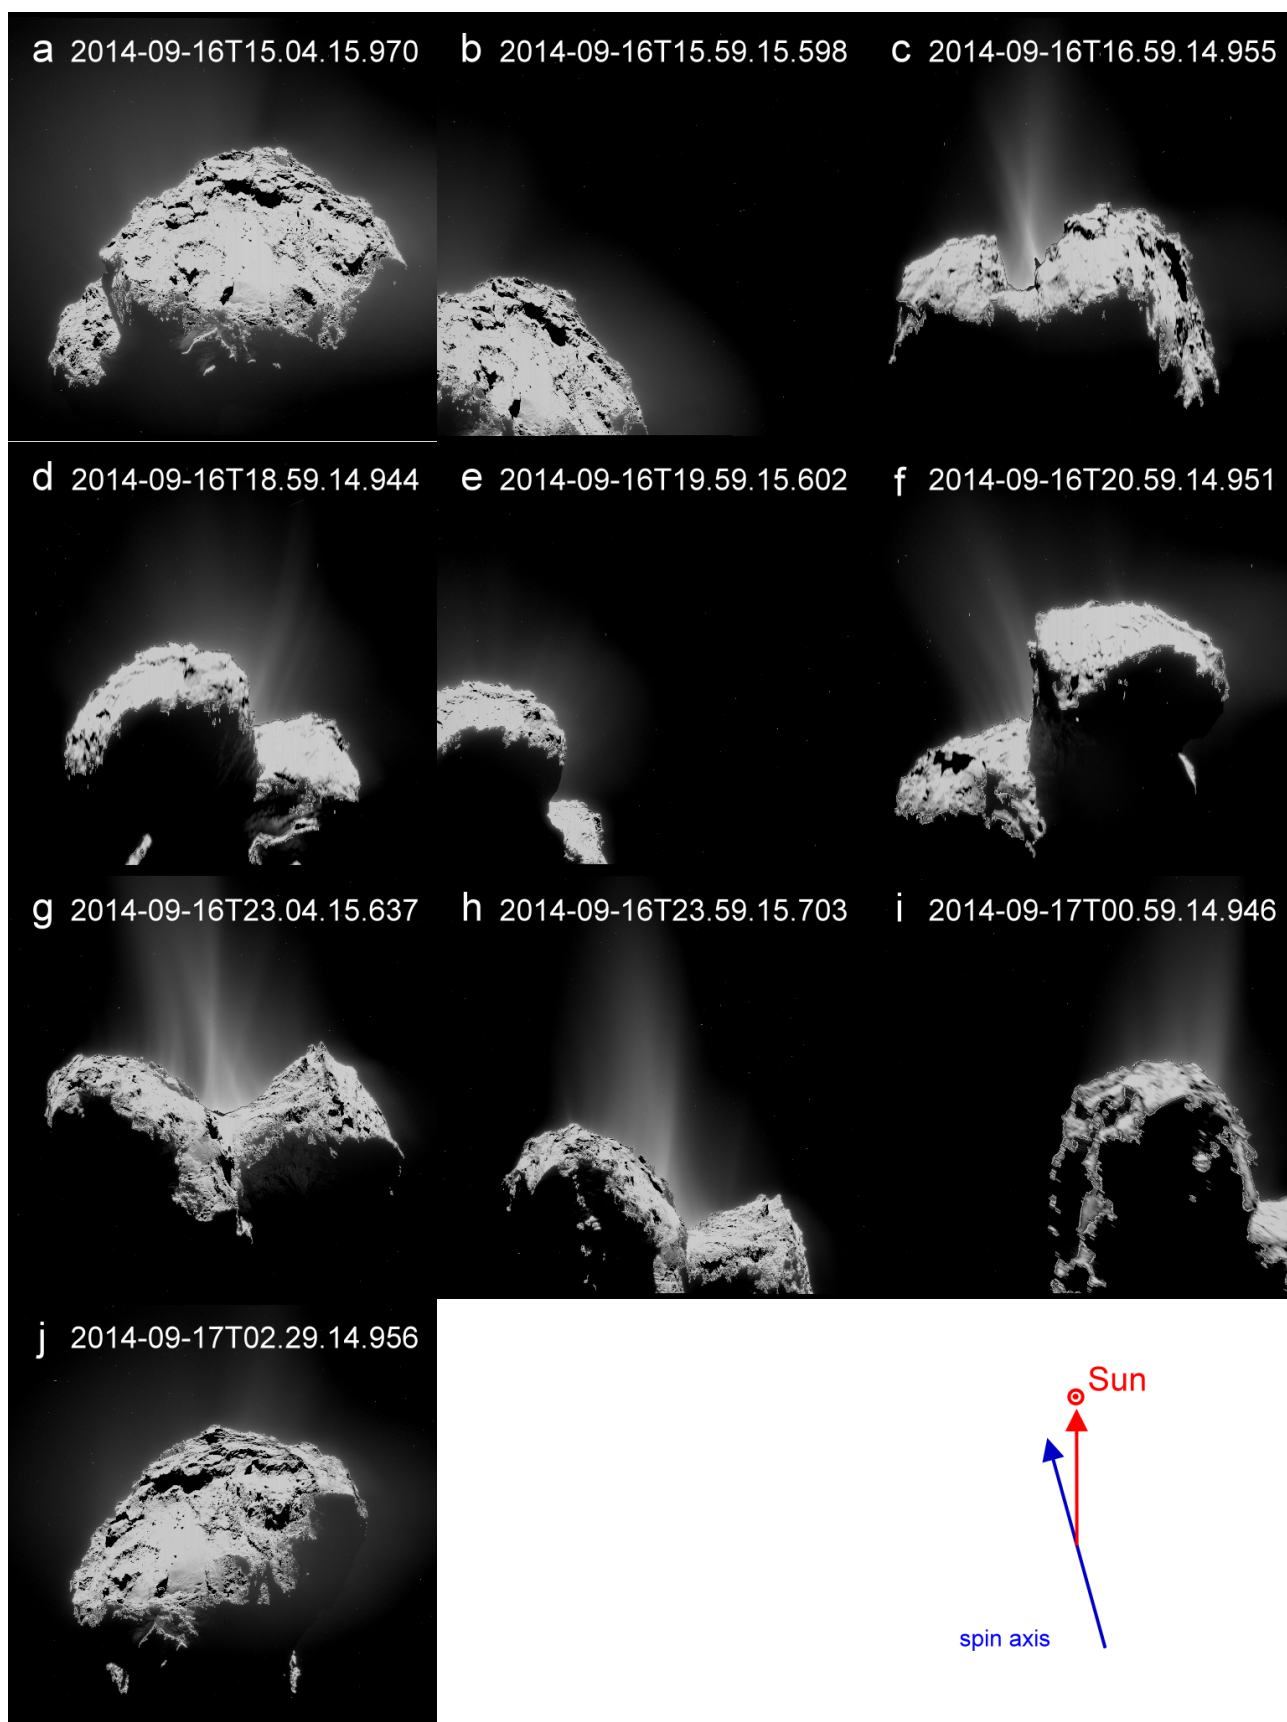 a 2014-09-16T15.04.15.970
b 2014-09-16T15.59.15.598
c 2014-09-16T16.59.14.955
d 2014-09-16T18.59.14.944
e 2014-09-16T19.59.15.602
f 2014-09-16T20.59.14.951
g 2014-09-16T23.04.15.637
h 2014-09-16T23.59.15.703
i 2014-09-17T00.59.14.946
j 2014-09-17T02.29.14.956
Sun
spin axis